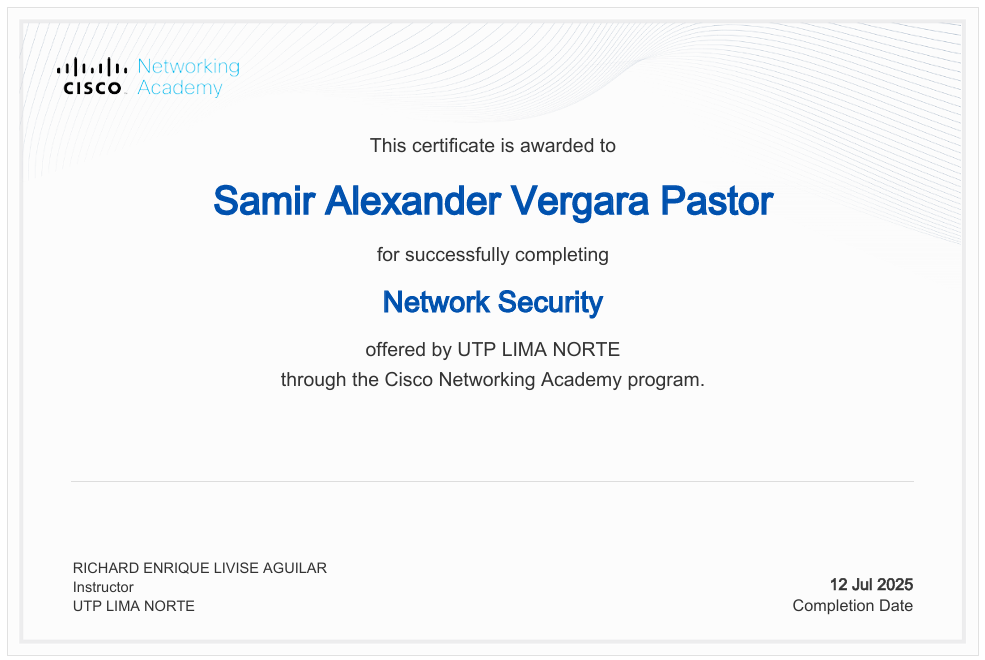 Networking
CISCO Academy
This certificate is awarded to
Samir Alexander Vergara Pastor
for successfully completing
Network Security
offered by UTP LIMA NORTE
through the Cisco Networking Academy program.
RICHARD ENRIQUE LIVISE AGUILAR
Instructor
UTP LIMA NORTE
12 Jul 2025
Completion Date